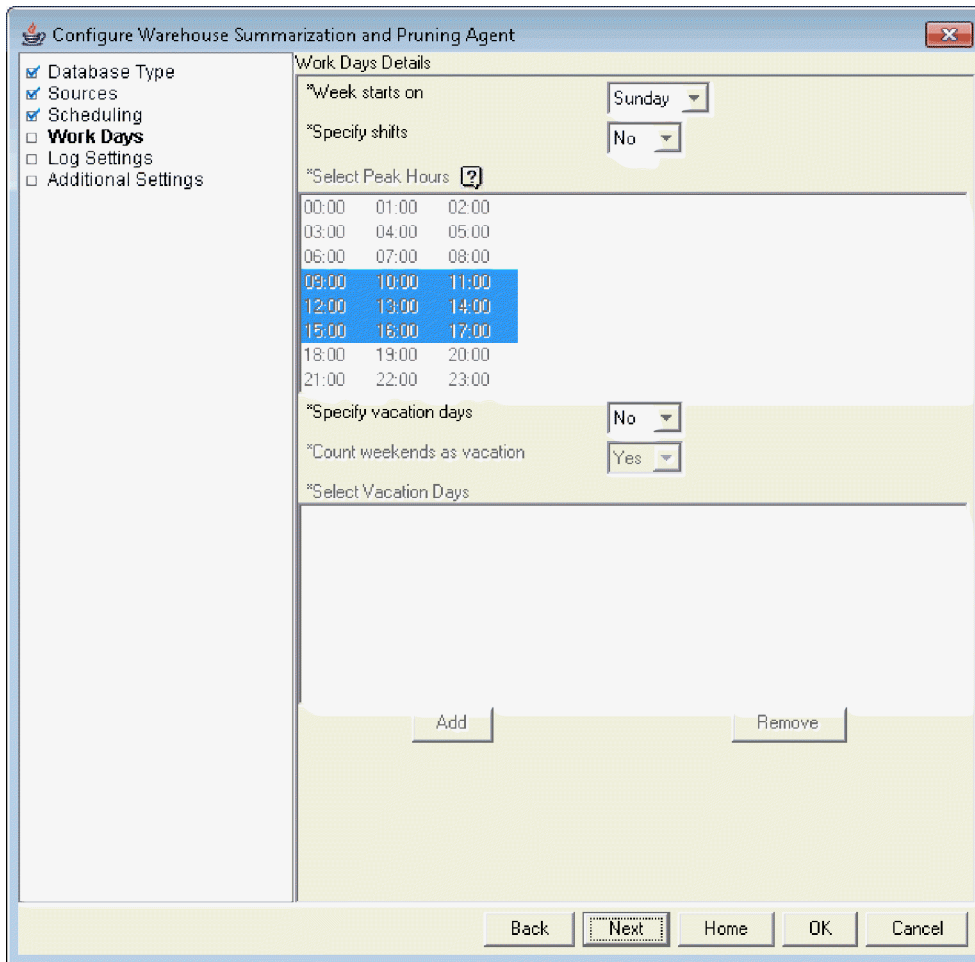 Configure Warehouse Summarization and Pruning Agent
Database Type
Sources
Scheduling
Work Days
Log Settings
Additional Settings
Work Days Details
*Week starts on Sunday
*Specify shifts No
*Select Peak Hours ?
00:00 01:00 02:00
03:00 04:00 05:00
06:00 07:00 08:00
09:00 10:00 11:00
12:00 13:00 14:00
15:00 16:00 17:00
18:00 19:00 20:00
21:00 22:00 23:00
*Specify vacation days No
*Count weekends as vacation Yes
*Select Vacation Days
Add Remove
Back Next Home OK Cancel